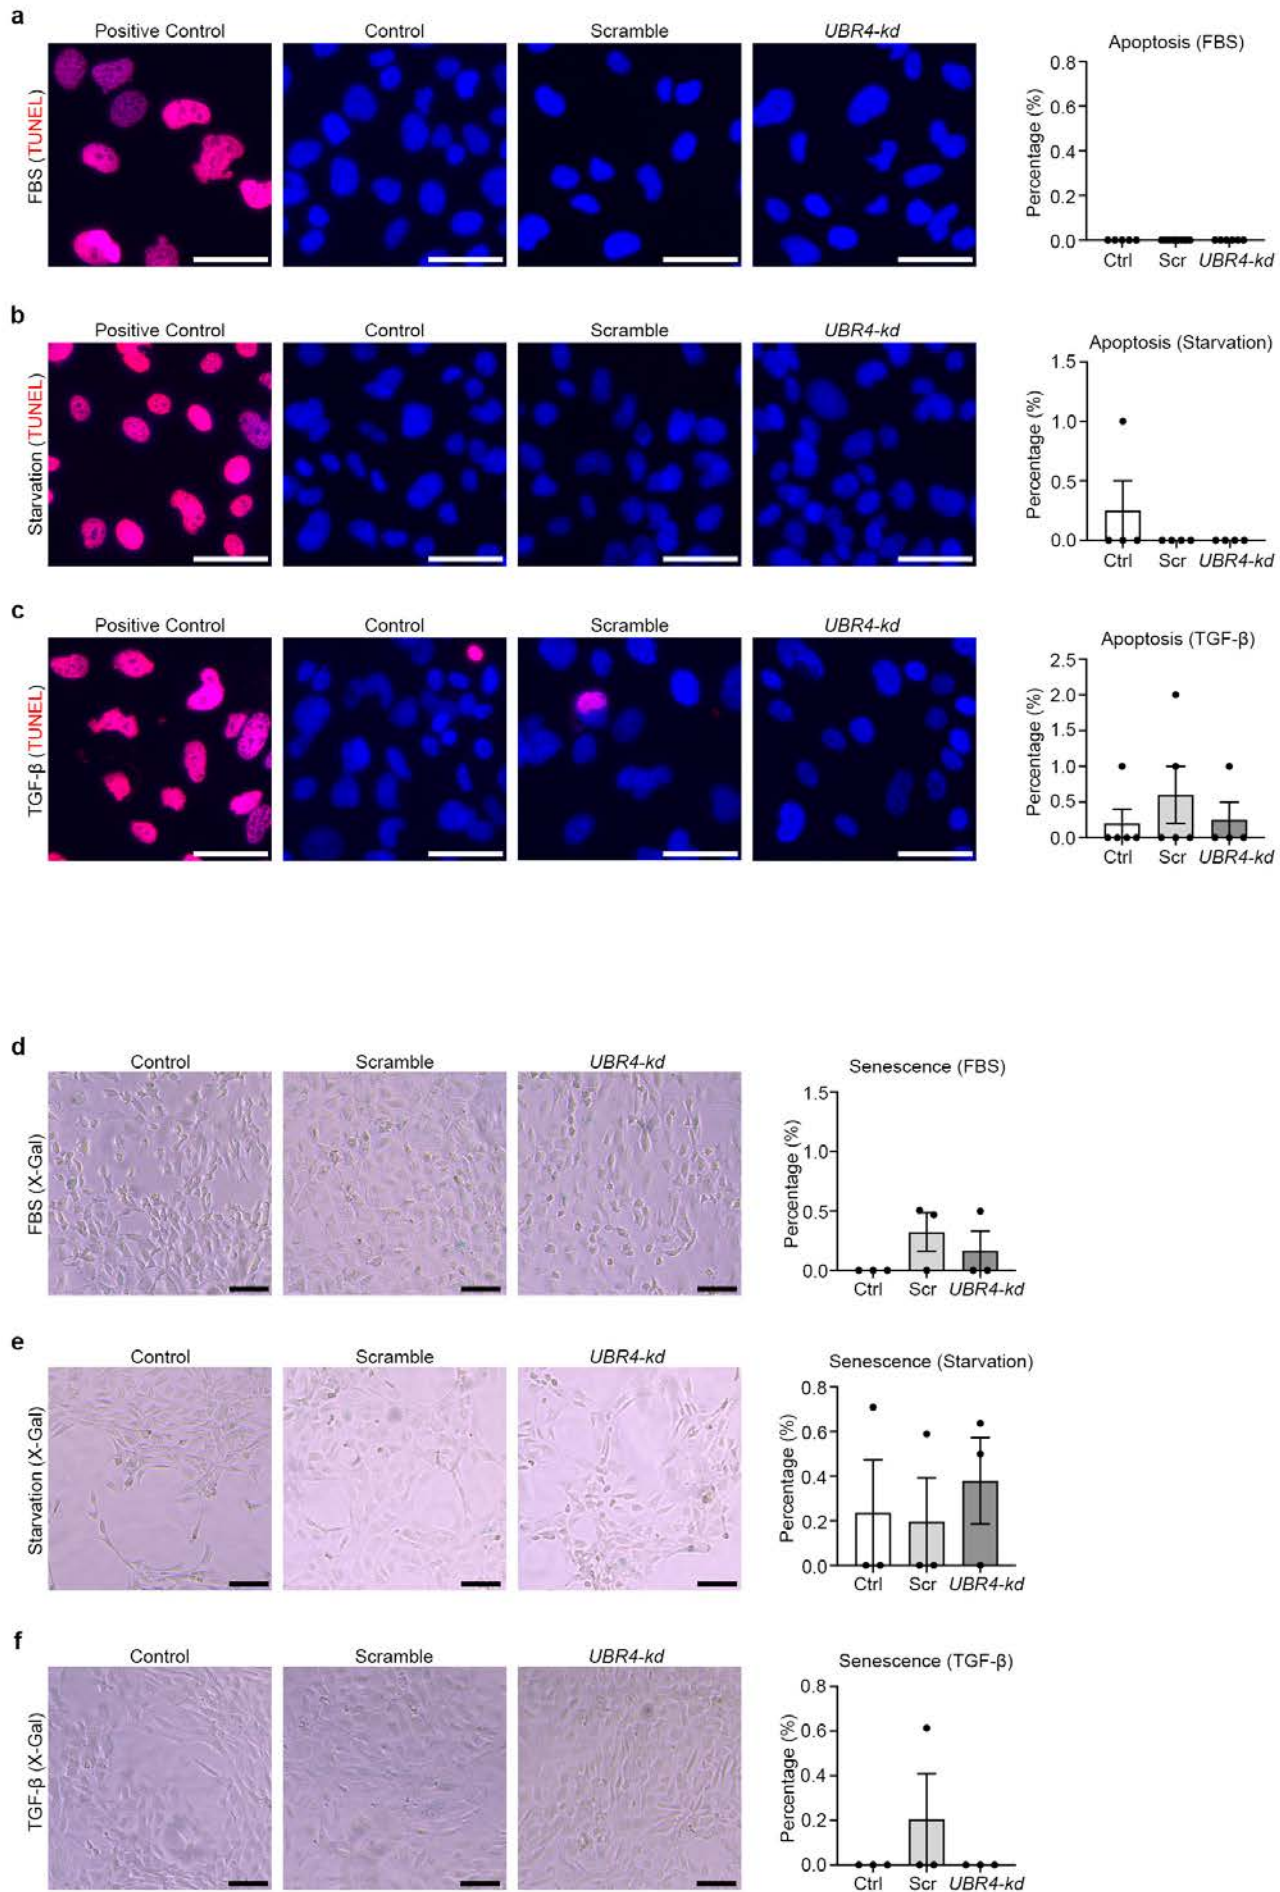 a
Positive Control
Control
Scramble
UBR4-kd
FBS (TUNEL)
Apoptosis (FBS)
Percentage (%)
0.8
0.6
0.4
0.2
0.0
Ctrl
Scr
UBR4-kd
b
Positive Control
Control
Scramble
UBR4-kd
Starvation (TUNEL)
Apoptosis (Starvation)
Percentage (%)
1.5
1.0
0.5
0.0
Ctrl
Scr
UBR4-kd
c
Positive Control
Control
Scramble
UBR4-kd
TGF-β (TUNEL)
Apoptosis (TGF-β)
Percentage (%)
2.5
2.0
1.5
1.0
0.5
0.0
Ctrl
Scr
UBR4-kd
d
Control
Scramble
UBR4-kd
FBS (X-Gal)
Senescence (FBS)
Percentage (%)
1.5
1.0
0.5
0.0
Ctrl
Scr
UBR4-kd
e
Control
Scramble
UBR4-kd
Starvation (X-Gal)
Senescence (Starvation)
Percentage (%)
0.8
0.6
0.4
0.2
0.0
Ctrl
Scr
UBR4-kd
f
Control
Scramble
UBR4-kd
TGF-β (X-Gal)
Senescence (TGF-β)
Percentage (%)
0.8
0.6
0.4
0.2
0.0
Ctrl
Scr
UBR4-kd